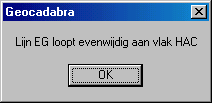 Geocadabra
Lijn EG loopt evenwijdig aan vlak HAC
OK